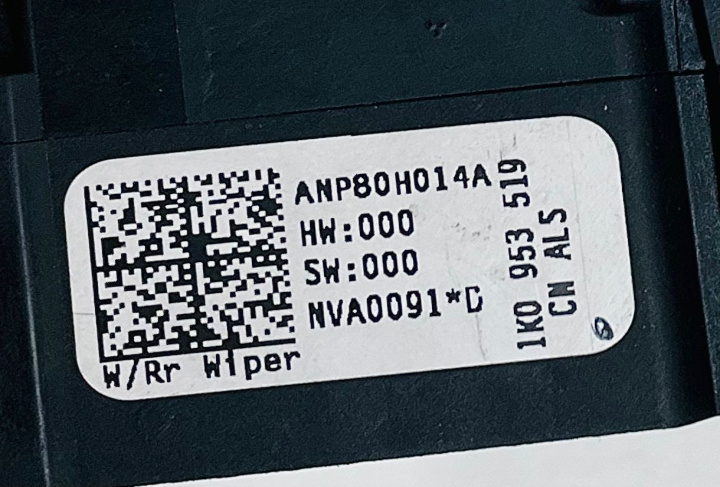 ANP80H014A
HW:000
SW:000
NVA0091*D
W/Rr Wiper
1K0 953 519
CN ALS